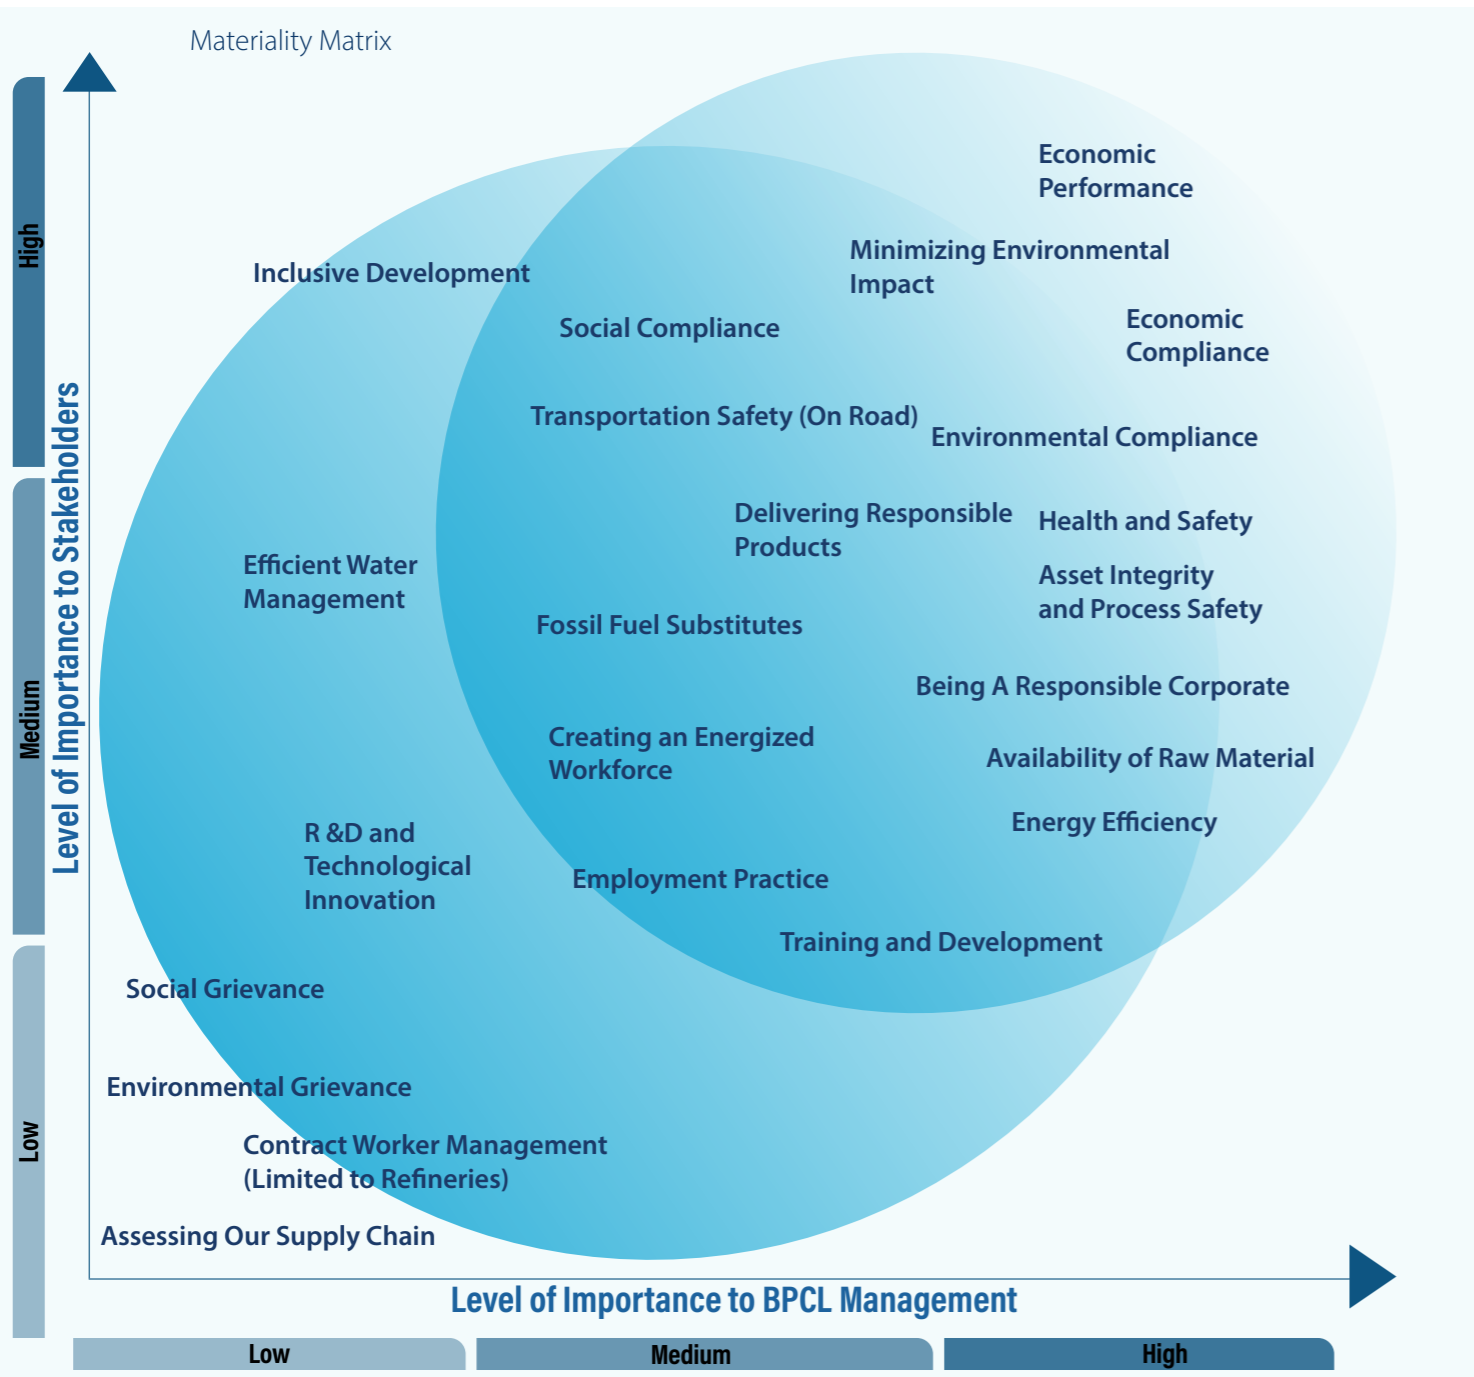 Materiality Matrix
High
Medium
Low
Level of Importance to Stakeholders
Economic
Performance
Minimizing Environmental
Impact
Inclusive Development
Social Compliance
Economic
Compliance
Transportation Safety (On Road)
Environmental Compliance
Delivering Responsible
Products
Health and Safety
Efficient Water
Management
Asset Integrity
and Process Safety
Fossil Fuel Substitutes
Being A Responsible Corporate
Creating an Energized
Workforce
Availability of Raw Material
R &D and
Technological
Innovation
Energy Efficiency
Employment Practice
Training and Development
Social Grievance
Environmental Grievance
Contract Worker Management
(Limited to Refineries)
Assessing Our Supply Chain
Level of Importance to BPCL Management
Low
Medium
High